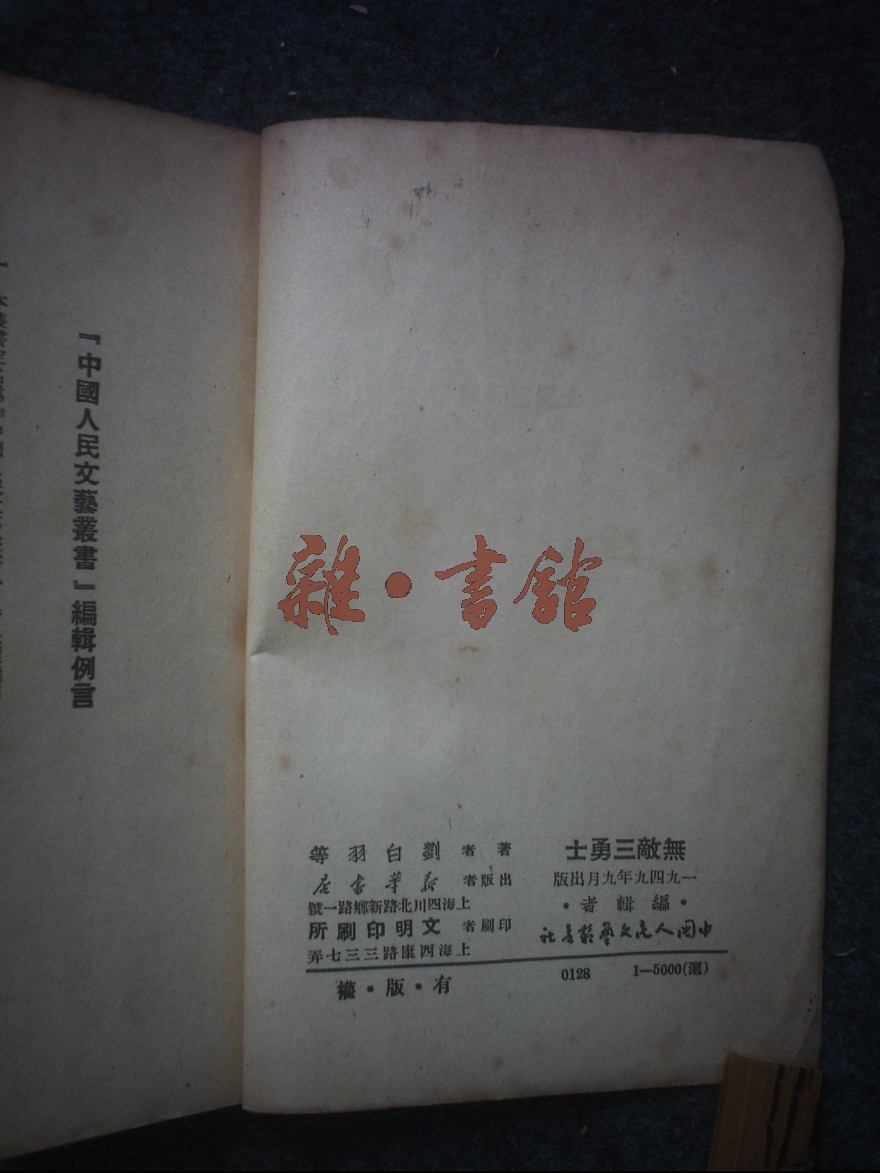 『中國人民文藝叢書』編輯例言
雜・書館
無敵三勇士
一九四九年九月出版
・編輯者・
中國人民文藝叢書社
0128 1—5000(滬)
著者 劉白羽等
出版者 新華書店
上海四川北路新鄉路一號
印刷者 文明印刷所
上海西康路三三七弄
有・版・權